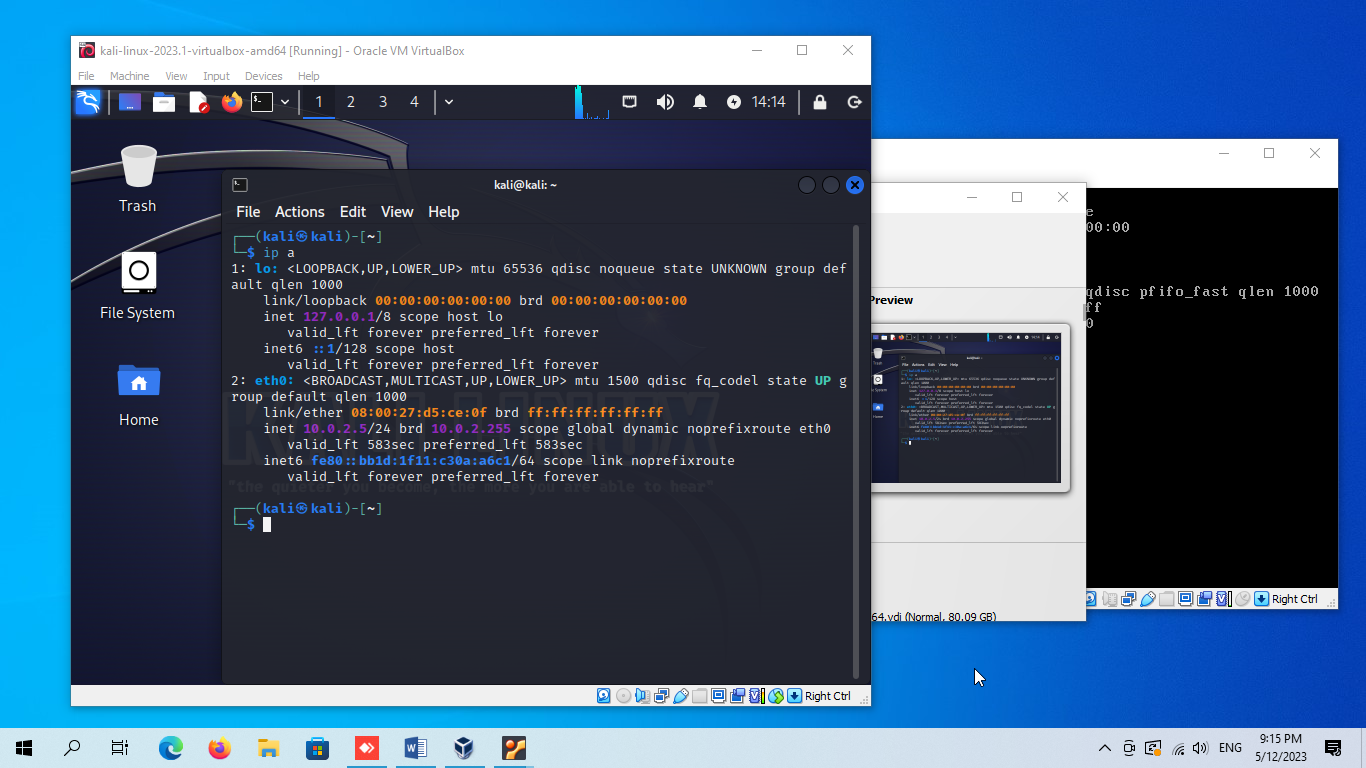 kali-linux-2023.1-virtualbox-amd64 [Running] - Oracle VM VirtualBox
File Machine View Input Devices Help
1 2 3 4 14:14
Trash
File System
Home
kali@kali: ~
File Actions Edit View Help
┌──(kali㉿kali)-[~]
└─$ ip a
1: lo: <LOOPBACK,UP,LOWER_UP> mtu 65536 qdisc noqueue state UNKNOWN group def
ault qlen 1000
link/loopback 00:00:00:00:00:00 brd 00:00:00:00:00:00
inet 127.0.0.1/8 scope host lo
valid_lft forever preferred_lft forever
inet6 ::1/128 scope host
valid_lft forever preferred_lft forever
2: eth0: <BROADCAST,MULTICAST,UP,LOWER_UP> mtu 1500 qdisc fq_codel state UP g
roup default qlen 1000
link/ether 08:00:27:d5:ce:0f brd ff:ff:ff:ff:ff:ff
inet 10.0.2.5/24 brd 10.0.2.255 scope global dynamic noprefixroute eth0
valid_lft 583sec preferred_lft 583sec
inet6 fe80::bb1d:1f11:c30a:a6c1/64 scope link noprefixroute
valid_lft forever preferred_lft forever
"the quieter you become, the more you are able to hear"
┌──(kali㉿kali)-[~]
└─$
Right Ctrl
Preview
64.vdi (Normal, 80.09 GB)
e
00:00
qdisc pfifo_fast qlen 1000
ff
0
Right Ctrl
ENG
9:15 PM
5/12/2023